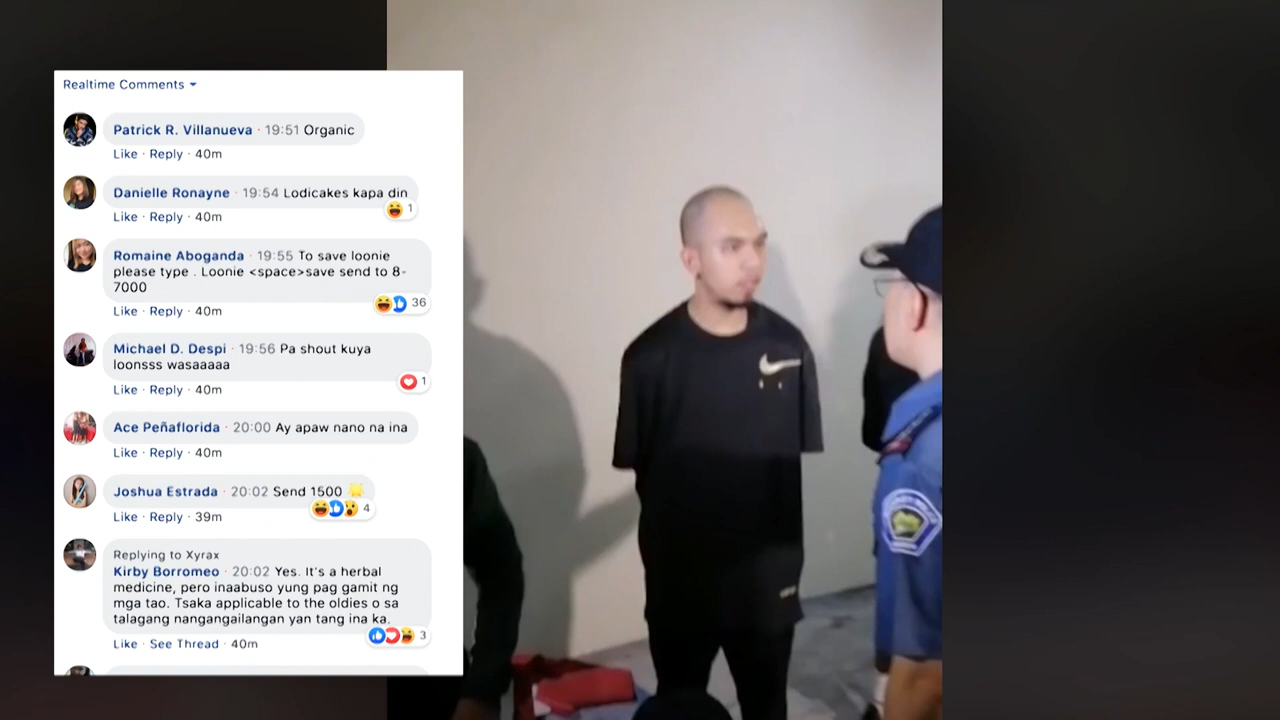 Realtime Comments
Patrick R. Villanueva · 19:51 Organic
Like · Reply · 40m
Danielle Ronayne · 19:54 Lodicakes kapa din
1
Like · Reply · 40m
Romaine Aboganda · 19:55 To save loonie
please type . Loonie <space>save send to 8-
7000
36
Like · Reply · 40m
Michael D. Despi · 19:56 Pa shout kuya
loonsss wasaaaaa
1
Like · Reply · 40m
Ace Peñaflorida · 20:00 Ay apaw nano na ina
Like · Reply · 40m
Joshua Estrada · 20:02 Send 1500
4
Like · Reply · 39m
Replying to Xyrax
Kirby Borromeo · 20:02 Yes. It's a herbal
medicine, pero inaabuso yung pag gamit ng
mga tao. Tsaka applicable to the oldies o sa
talagang nangangailangan yan tang ina ka.
3
Like · See Thread · 40m